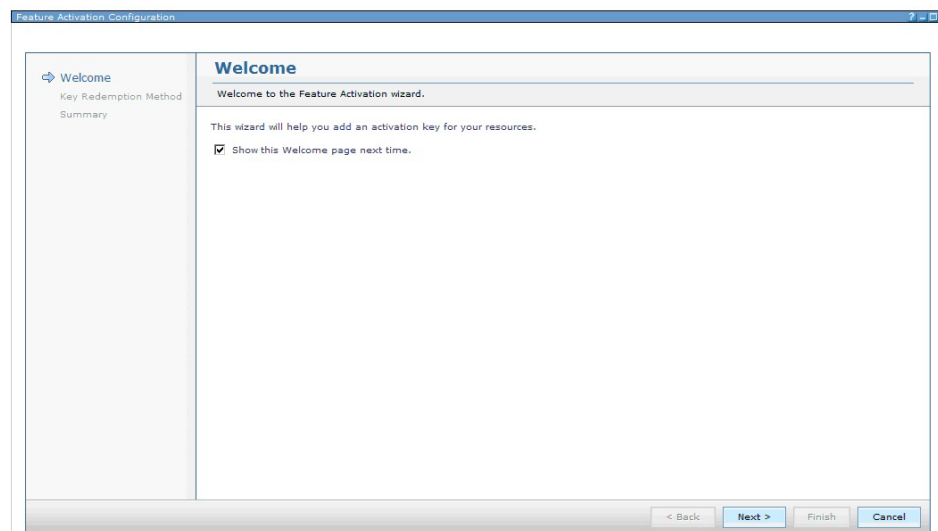 Feature Activation Configuration
Welcome
Key Redemption Method
Summary
Welcome
Welcome to the Feature Activation wizard.
This wizard will help you add an activation key for your resources.
Show this Welcome page next time.
< Back
Next >
Finish
Cancel